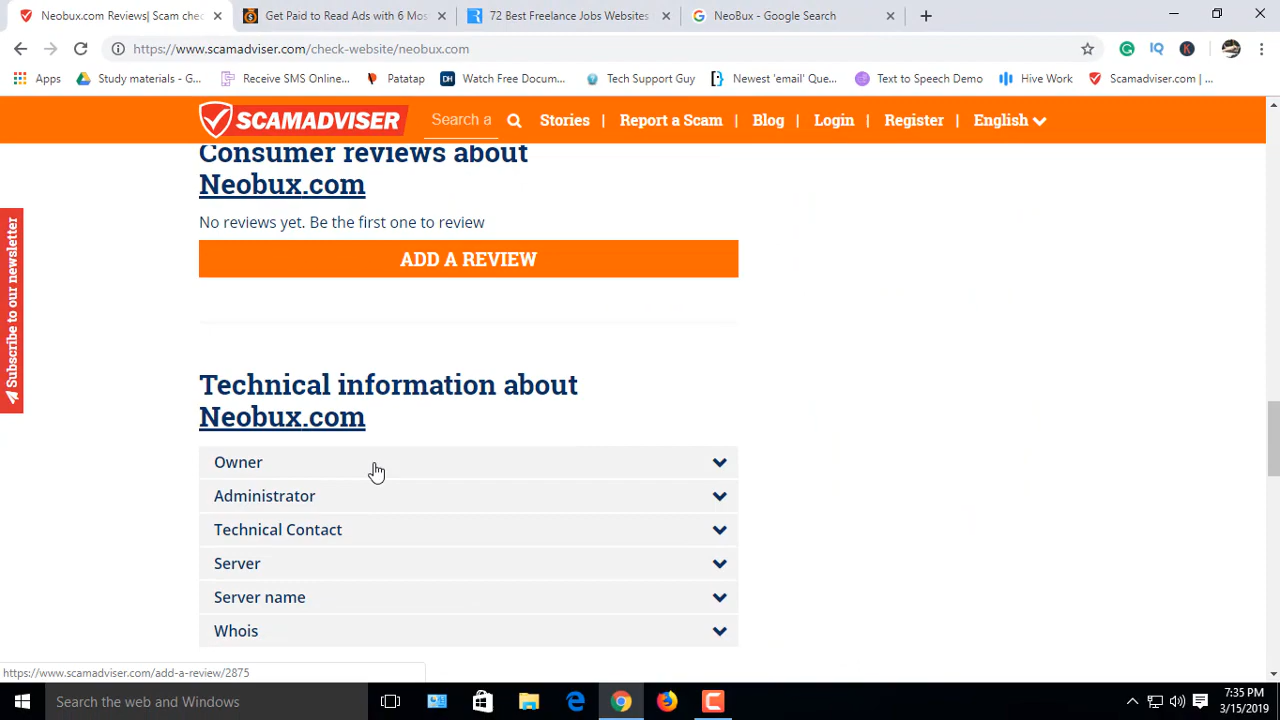 Neobux.com Reviews| Scam chec
Get Paid to Read Ads with 6 Mos
72 Best Freelance Jobs Websites
NeoBux - Google Search
https://www.scamadviser.com/check-website/neobux.com
Apps
Study materials - G...
Receive SMS Online...
Patatap
Watch Free Docum...
Tech Support Guy
Newest 'email' Que...
Text to Speech Demo
Hive Work
Scamadviser.com | ...
SCAMADVISER
Search a
Stories | Report a Scam | Blog | Login | Register | English
Subscribe to our newsletter
Consumer reviews about
Neobux.com
No reviews yet. Be the first one to review
ADD A REVIEW
Technical information about
Neobux.com
Owner
Administrator
Technical Contact
Server
Server name
Whois
https://www.scamadviser.com/add-a-review/2875
Search the web and Windows
7:35 PM
3/15/2019